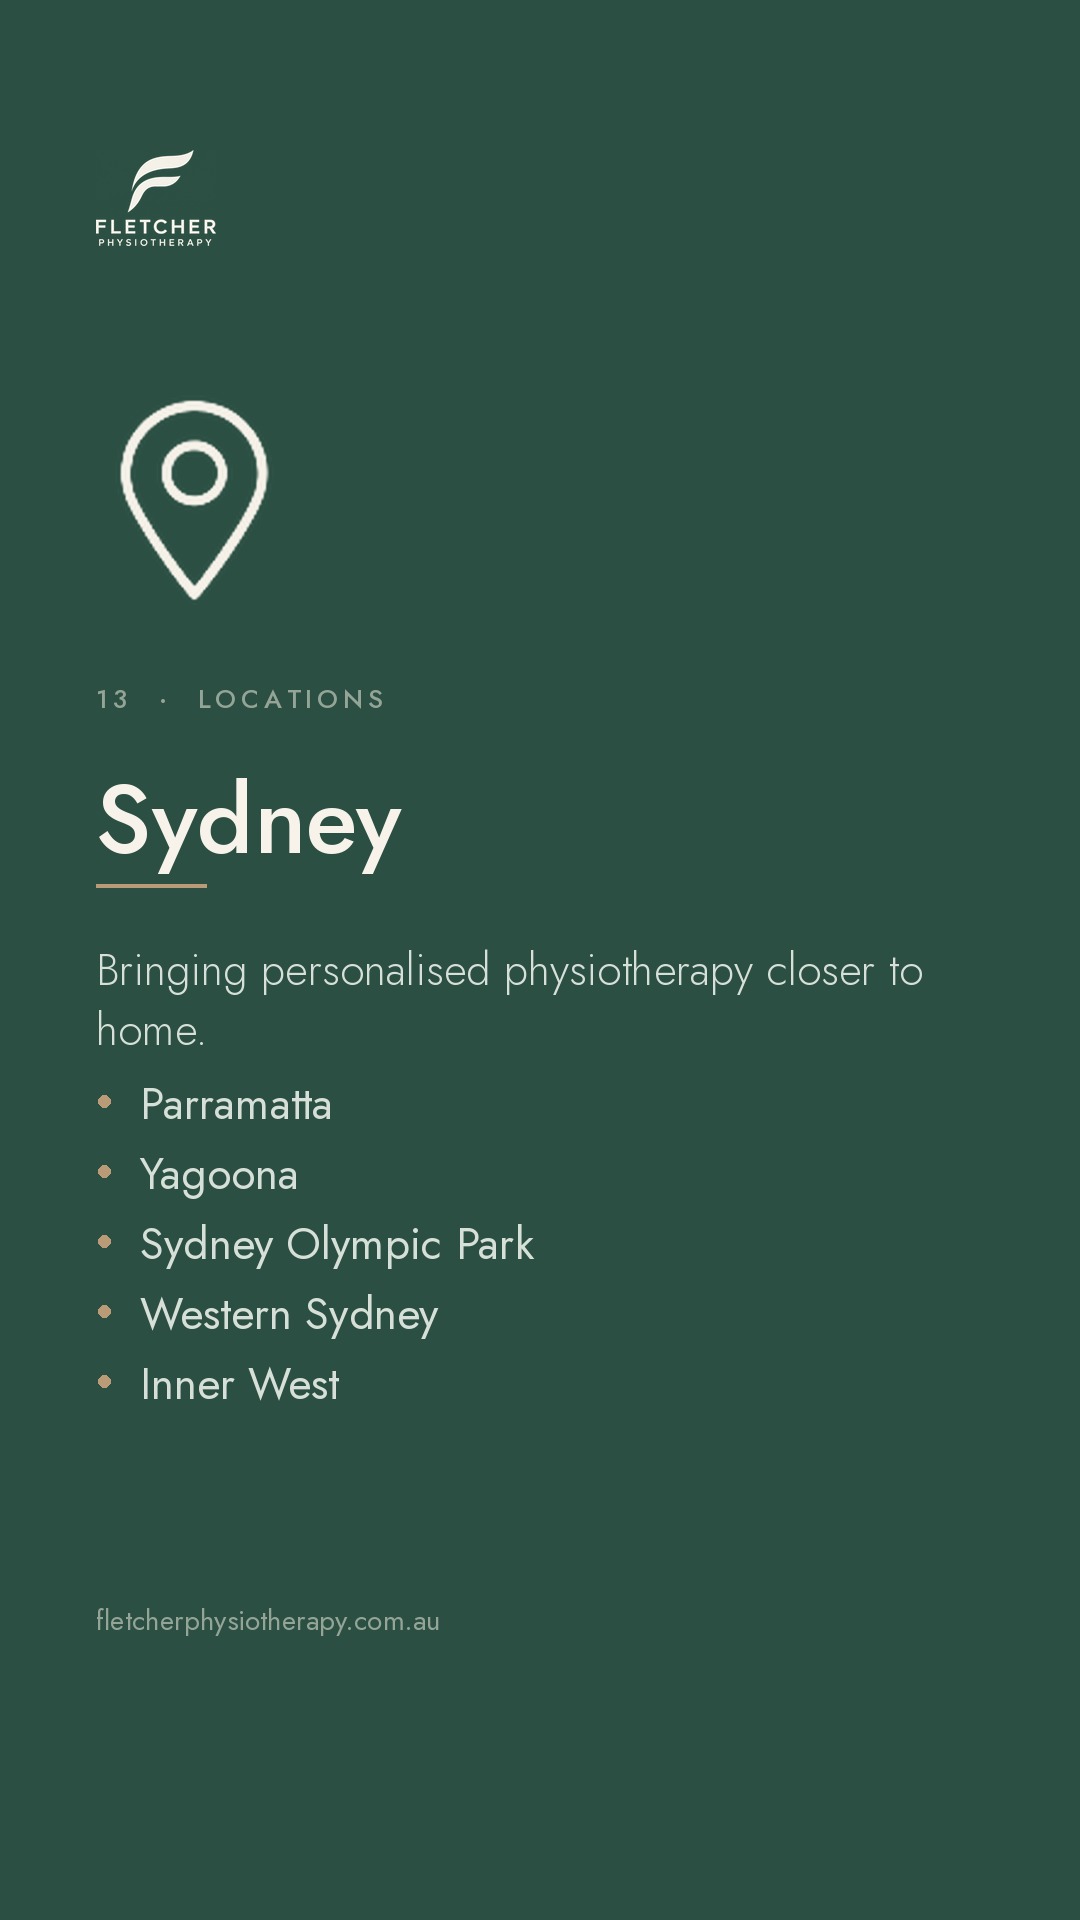 FLETCHER
PHYSIOTHERAPY
13 · LOCATIONS
Sydney
Bringing personalised physiotherapy closer to
home.
• Parramatta
• Yagoona
• Sydney Olympic Park
• Western Sydney
• Inner West
fletcherphysiotherapy.com.au